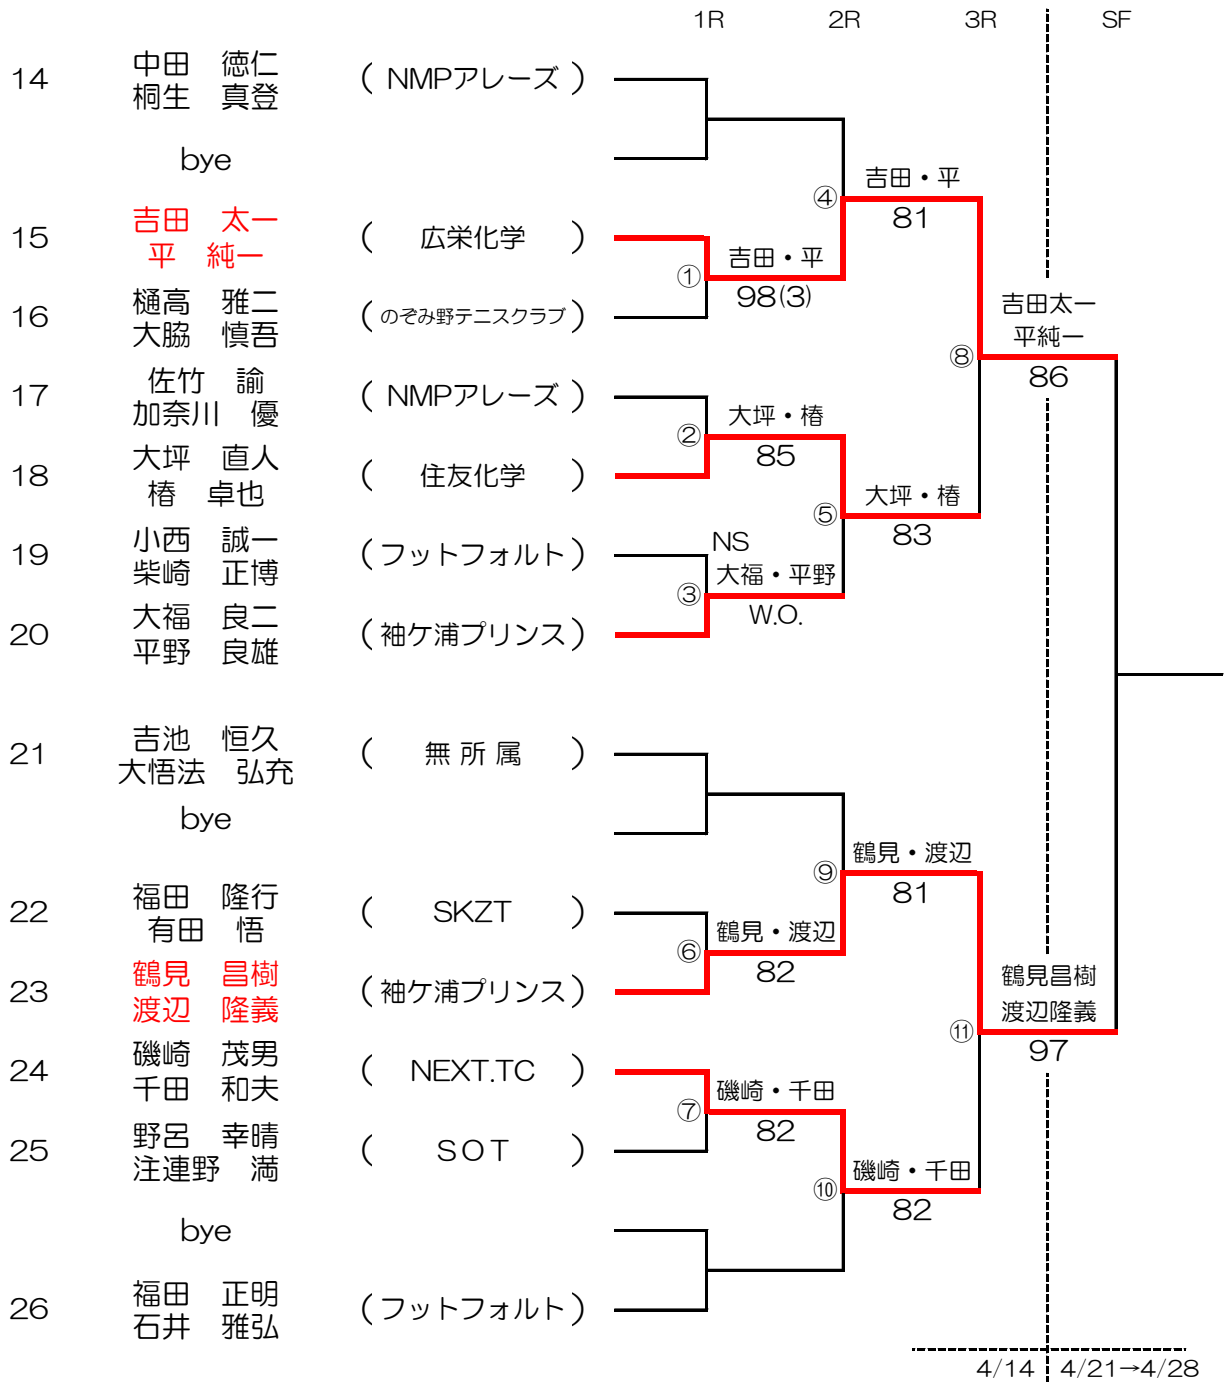 1R 2R 3R SF
14 中田 徳仁 ( NMPアレーズ )
桐生 真登
bye
④ 吉田・平
81
15 吉田 太一 ( 広栄化学 )
平 純一
① 吉田・平
98(3)
16 樋高 雅二 (のぞみ野テニスクラブ)
大脇 慎吾
吉田太一
平純一
⑧ 86
17 佐竹 諭 ( NMPアレーズ )
加奈川 優
② 大坪・椿
85
18 大坪 直人 ( 住友化学 )
椿 卓也
⑤ 大坪・椿
83
19 小西 誠一 (フットフォルト)
柴崎 正博
NS
③ 大福・平野
W.O.
20 大福 良二 (袖ケ浦プリンス)
平野 良雄
21 吉池 恒久 ( 無所属 )
大悟法 弘充
bye
⑨ 鶴見・渡辺
81
22 福田 隆行 ( SKZT )
有田 悟
⑥ 鶴見・渡辺
82
23 鶴見 昌樹 (袖ケ浦プリンス)
渡辺 隆義
鶴見昌樹
渡辺隆義
⑪ 97
24 磯崎 茂男 ( NEXT.TC )
千田 和夫
⑦ 磯崎・千田
82
25 野呂 幸晴 ( SOT )
注連野 満
⑩ 磯崎・千田
82
bye
26 福田 正明 (フットフォルト)
石井 雅弘
4/14 4/21→4/28